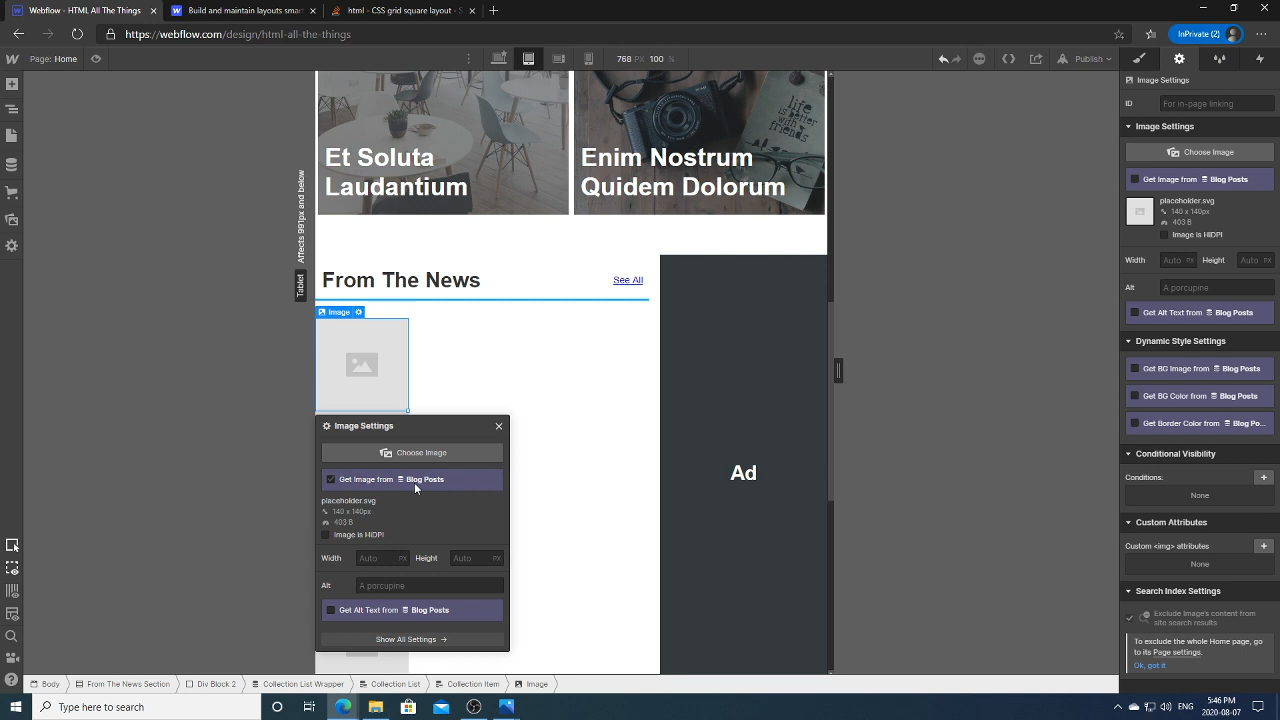 Webflow - HTML All The Things
Build and maintain layouts smart
html - CSS grid square layout - S
https://webflow.com/design/html-all-the-things
InPrivate (2)
Page: Home
768 PX 100 %
Publish
Image Settings
ID
For in-page linking
Image Settings
Choose Image
Get Image from Blog Posts
placeholder.svg
140 x 140px
403 B
Image is HiDPI
Width Auto PX Height Auto PX
Alt A porcupine
Get Alt Text from Blog Posts
Dynamic Style Settings
Get BG Image from Blog Posts
Get BG Color from Blog Posts
Get Border Color from Blog Po...
Conditional Visibility
Conditions:
None
Custom Attributes
Custom <img> attributes
None
Search Index Settings
Exclude Image's content from
site search results
To exclude the whole Home page, go
to its Page settings.
Ok, got it
Affects 991px and below
Tablet
Et Soluta
Laudantium
life is
better
with
friends
Enim Nostrum
Quidem Dolorum
From The News
See All
Image
Image Settings
Choose Image
Get Image from Blog Posts
placeholder.svg
140 x 140px
403 B
Image is HiDPI
Width Auto PX Height Auto PX
Alt A porcupine
Get Alt Text from Blog Posts
Show All Settings →
Ad
Body
From The News Section
Div Block 2
Collection List Wrapper
Collection List
Collection Item
Image
Type here to search
ENG
5:46 PM
2020-08-07